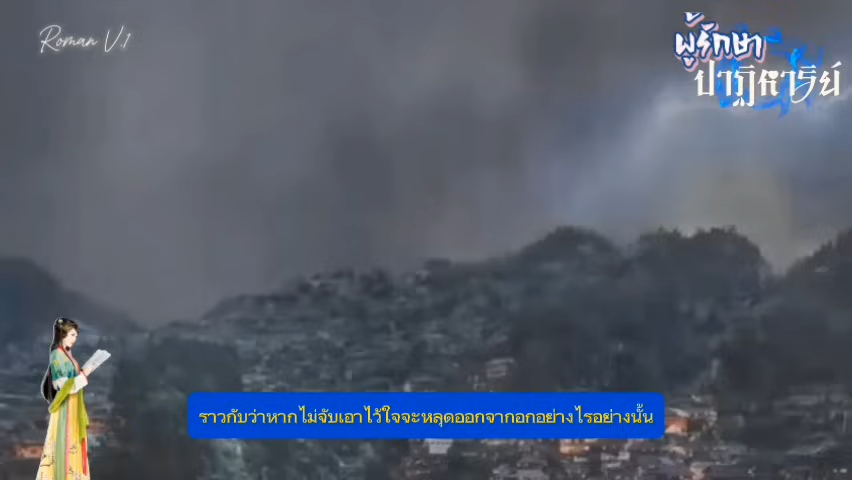 Roman V.1
ผู้รักษา
ปาฏิหาริย์
ราวกับว่าหากไม่จับเอาไว้ใจจะหลุดออกจากอกอย่างไรอย่างนั้น